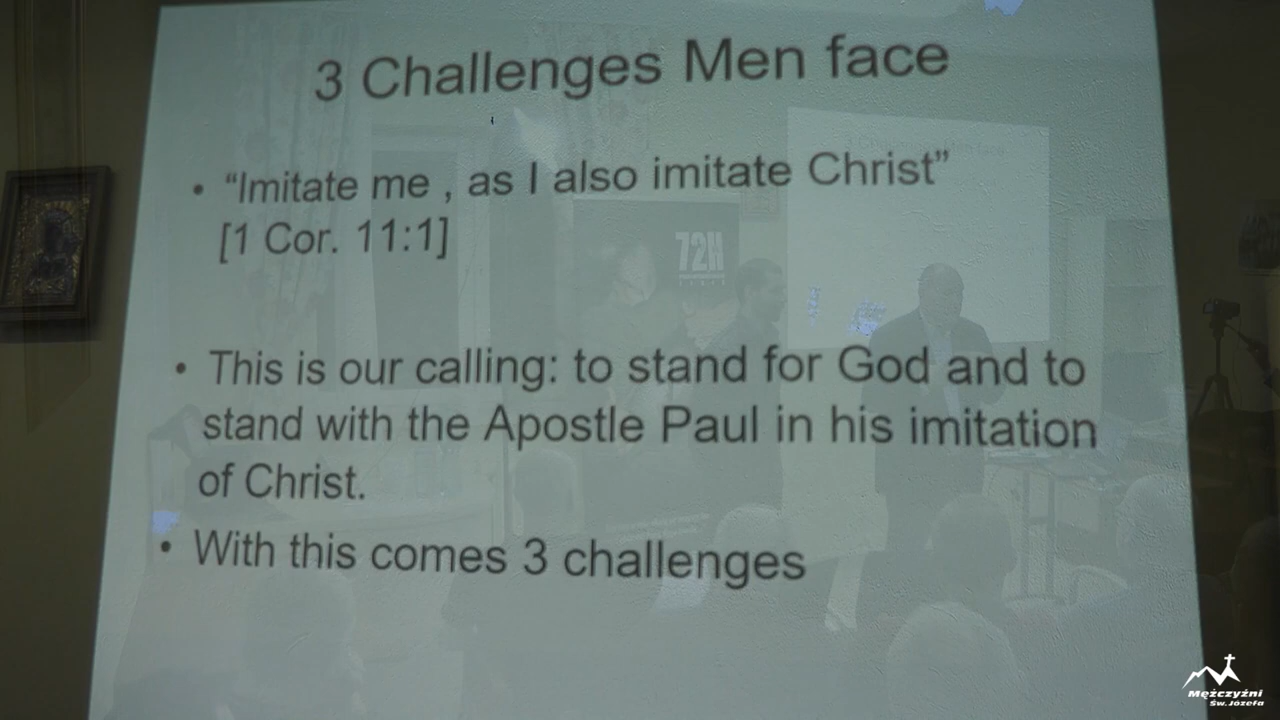 3 Challenges Men face
• “Imitate me , as I also imitate Christ”
[1 Cor. 11:1]
• This is our calling: to stand for God and to
stand with the Apostle Paul in his imitation
of Christ.
• With this comes 3 challenges
72H
Mężczyźni
Św. Józefa